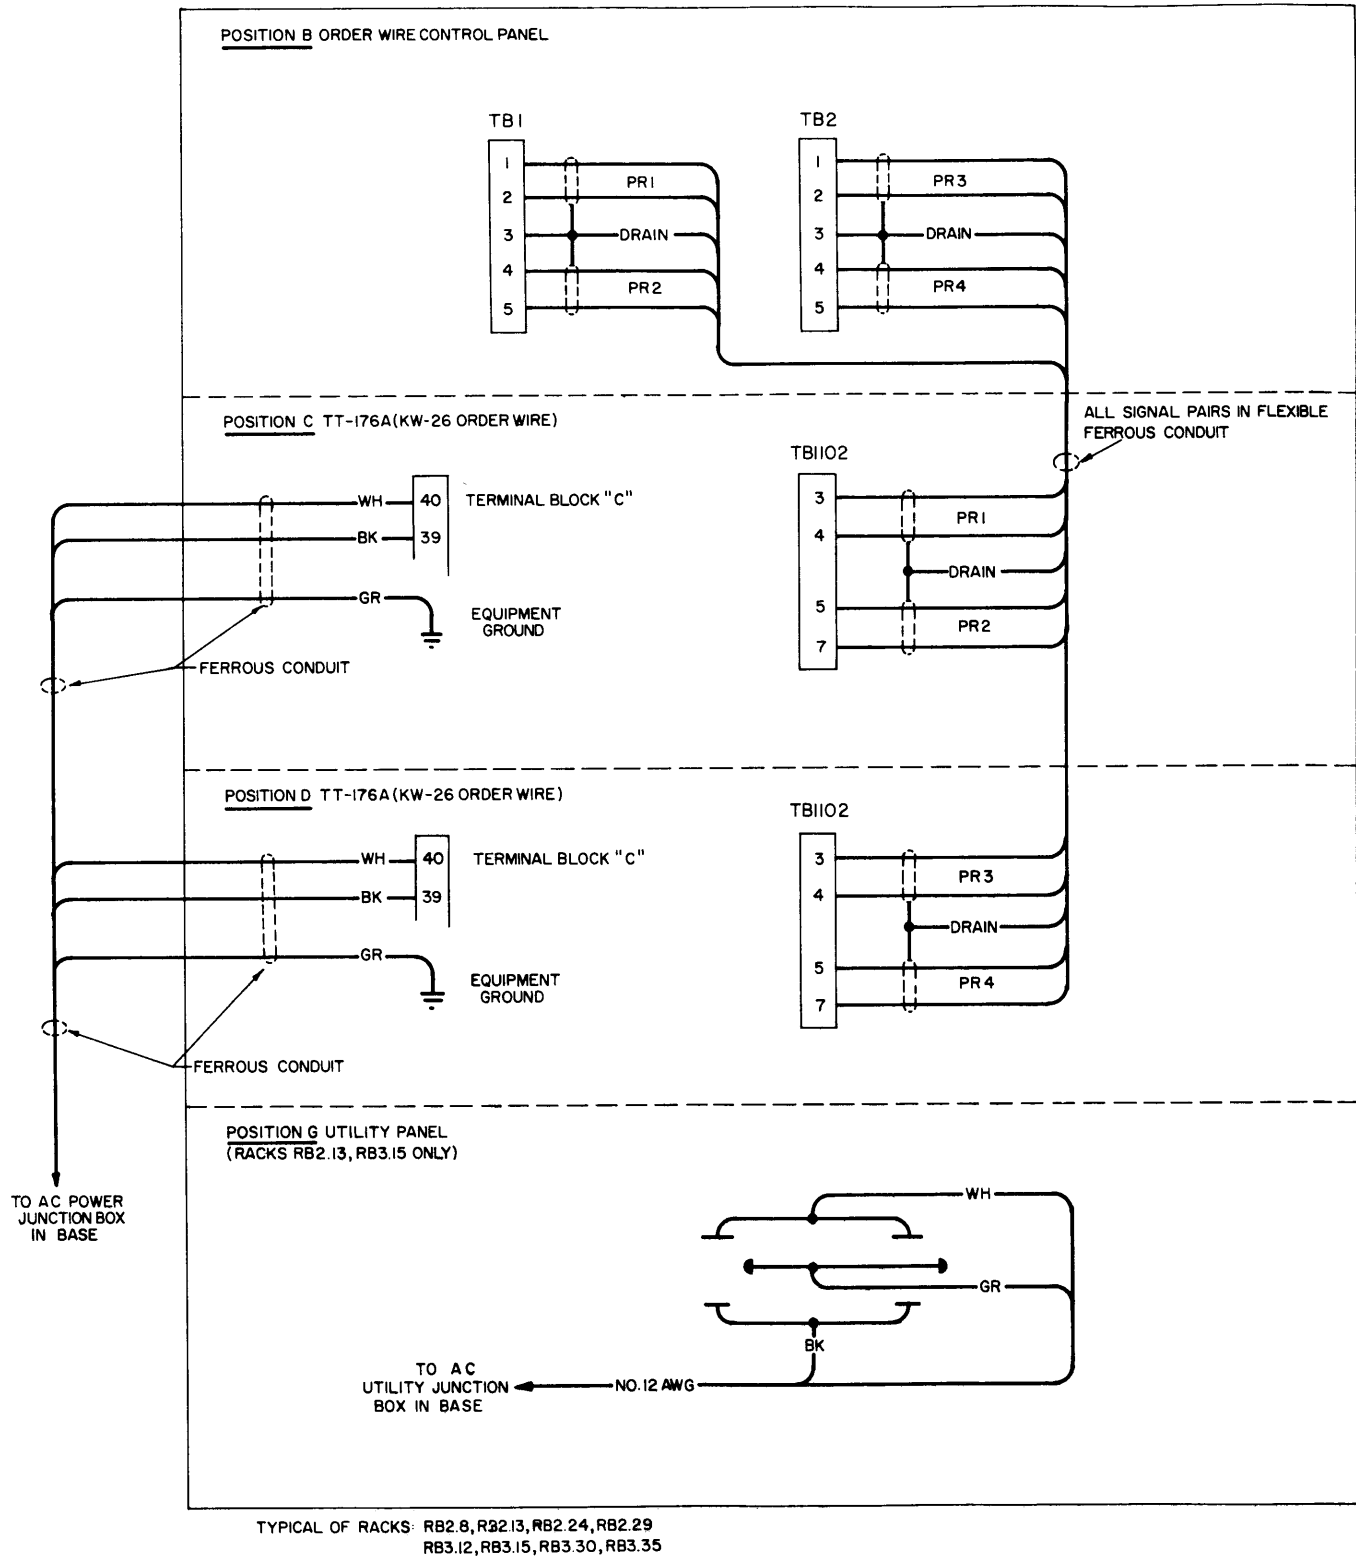 POSITION B ORDER WIRE CONTROL PANEL
TB1
TB2
1
2
3
4
5
PR1
DRAIN
PR2
1
2
3
4
5
PR3
DRAIN
PR4
POSITION C TT-176A (KW-26 ORDER WIRE)
ALL SIGNAL PAIRS IN FLEXIBLE
FERROUS CONDUIT
WH
BK
GR
40
39
TERMINAL BLOCK "C"
EQUIPMENT
GROUND
FERROUS CONDUIT
TB1102
3
4
5
7
PR1
DRAIN
PR2
POSITION D TT-176A (KW-26 ORDER WIRE)
WH
BK
GR
40
39
TERMINAL BLOCK "C"
EQUIPMENT
GROUND
FERROUS CONDUIT
TB1102
3
4
5
7
PR3
DRAIN
PR4
POSITION G UTILITY PANEL
(RACKS RB2.13, RB3.15 ONLY)
TO AC POWER
JUNCTION BOX
IN BASE
WH
GR
BK
TO AC
UTILITY JUNCTION
BOX IN BASE
NO. 12 AWG
TYPICAL OF RACKS: RB2.8, RB2.13, RB2.24, RB2.29
RB3.12, RB3.15, RB3.30, RB3.35